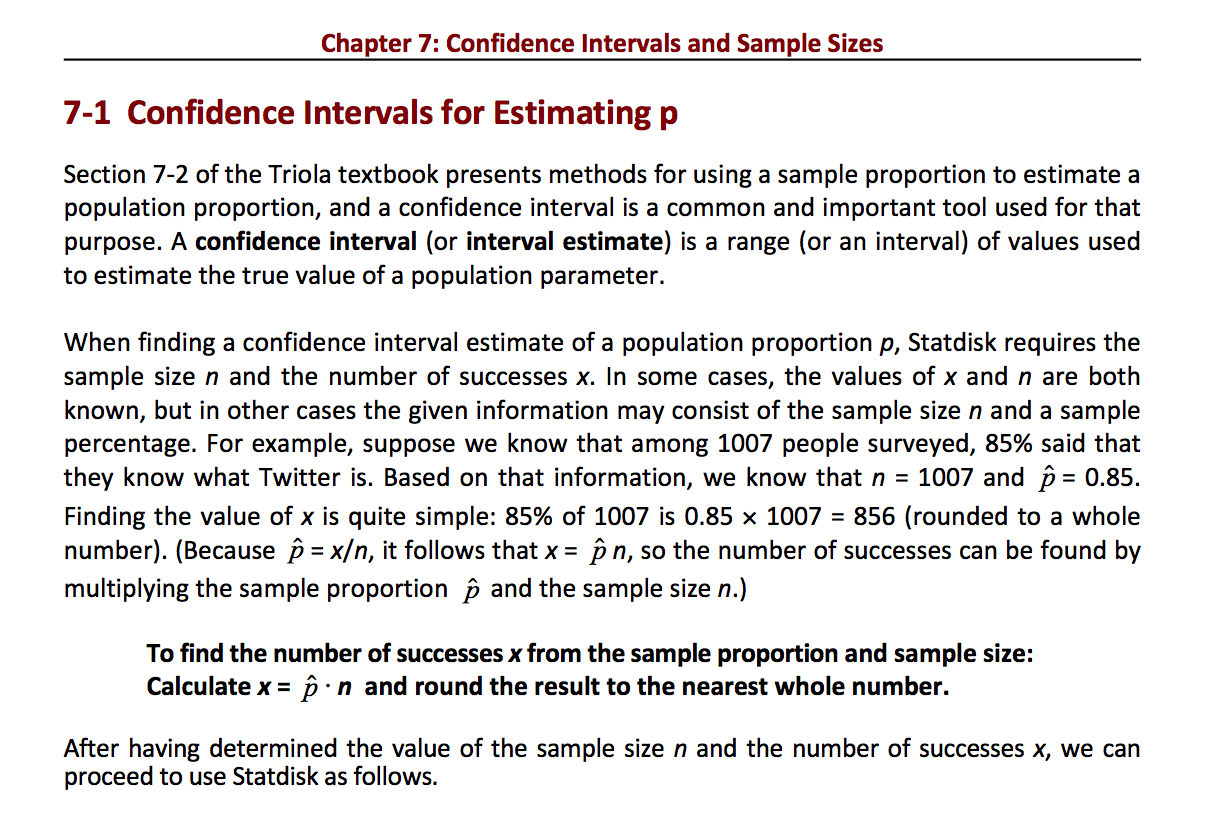 Chapter 7: Confidence Intervals and Sample Sizes
7-1 Confidence Intervals for Estimating p
Section 7-2 of the Triola textbook presents methods for using a sample proportion to estimate a
population proportion, and a confidence interval is a common and important tool used for that
purpose. A confidence interval (or interval estimate) is a range (or an interval) of values used
to estimate the true value of a population parameter.
When finding a confidence interval estimate of a population proportion p, Statdisk requires the
sample size n and the number of successes x. In some cases, the values of x and n are both
known, but in other cases the given information may consist of the sample size n and a sample
percentage. For example, suppose we know that among 1007 people surveyed, 85% said that
they know what Twitter is. Based on that information, we know that n = 1007 and p̂ = 0.85.
Finding the value of x is quite simple: 85% of 1007 is 0.85 × 1007 = 856 (rounded to a whole
number). (Because p̂ = x/n, it follows that x = p̂ n, so the number of successes can be found by
multiplying the sample proportion p̂ and the sample size n.)
To find the number of successes x from the sample proportion and sample size:
Calculate x = p̂ · n and round the result to the nearest whole number.
After having determined the value of the sample size n and the number of successes x, we can
proceed to use Statdisk as follows.